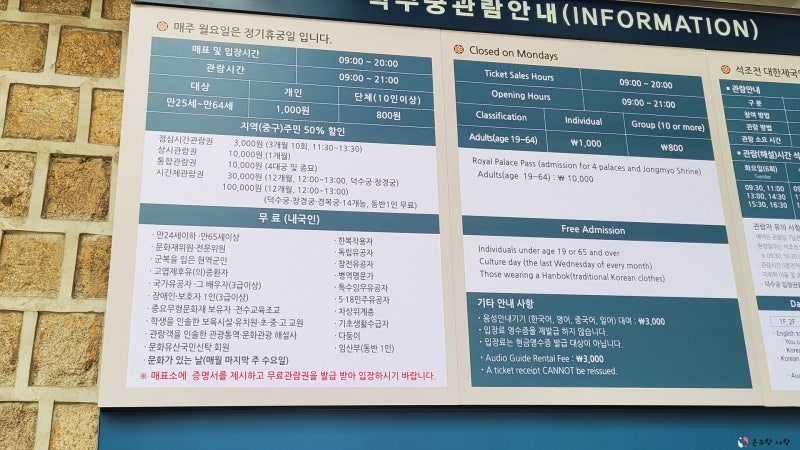 덕수궁관람안내(INFORMATION)
매주 월요일은 정기휴궁일 입니다.
매표 및 입장시간 09:00 ~ 20:00
관람시간 09:00 ~ 21:00
대상 개인 단체(10인이상)
만25세~만64세 1,000원 800원
지역(중구)주민 50% 할인
점심시간관람권 3,000원 (3개월 10회, 11:30~13:30)
상시관람권 10,000원 (1개월)
통합관람권 10,000원 (4대궁 및 종묘)
시간제관람권 30,000원 (12개월, 12:00~13:00, 덕수궁·창경궁)
100,000원 (12개월, 12:00~13:00)
(덕수궁·창경궁·경복궁·14개능, 동반1인 무료)
무 료 (내국인)
· 만24세이하 ·만65세이상
· 문화재위원·전문위원
· 군복을 입은 현역군인
· 고엽제후유(의)증환자
· 국가유공자 ·그 배우자(3급이상)
· 장애인·보호자 1인(3급이상)
· 중요무형문화재 보유자 ·전수교육조교
· 학생을 인솔한 보육시설·유치원·초·중·고 교원
· 관람객을 인솔한 관광통역·문화관광 해설사
· 문화유산국민신탁 회원
· 문화가 있는 날(매월 마지막 주 수요일)
· 한복착용자
· 독립유공자
· 참전유공자
· 병역명문가
· 특수임무유공자
· 5·18민주유공자
· 차상위계층
· 기초생활수급자
· 다둥이
· 임산부(동반 1인)
※ 매표소에 증명서를 제시하고 무료관람권을 발급 받아 입장하시기 바랍니다.
Closed on Mondays
Ticket Sales Hours 09:00 ~ 20:00
Opening Hours 09:00 ~ 21:00
Classification Individual Group (10 or more)
Adults(age 19~64) ₩1,000 ₩800
Royal Palace Pass (admission for 4 palaces and Jongmyo Shrine)
Adults(age 19~64) : ₩ 10,000
Free Admission
Individuals under age 19 or 65 and over
Culture day (the last Wednesday of every month)
Those wearing a Hanbok(traditional Korean clothes)
기타 안내 사항
· 음성안내기기 (한국어, 영어, 중국어, 일어) 대여 : ₩3,000
· 입장료 영수증을 재발급 하지 않습니다.
· 입장료는 현금영수증 발급 대상이 아닙니다.
· Audio Guide Rental Fee : ₩3,000
· A ticket receipt CANNOT be reissued.
석조전 대한제국역
• 관람안내
구 분
참여 방법
관람 방법
관람 소요 시간
• 관람(해설)시간 석
화요일(6회)
Tuesday
09:30, 11:00
13:00, 14:30
15:30, 16:30
관람자 유의 사항
1F, 2F
· English t
Korean
은우랑 나랑